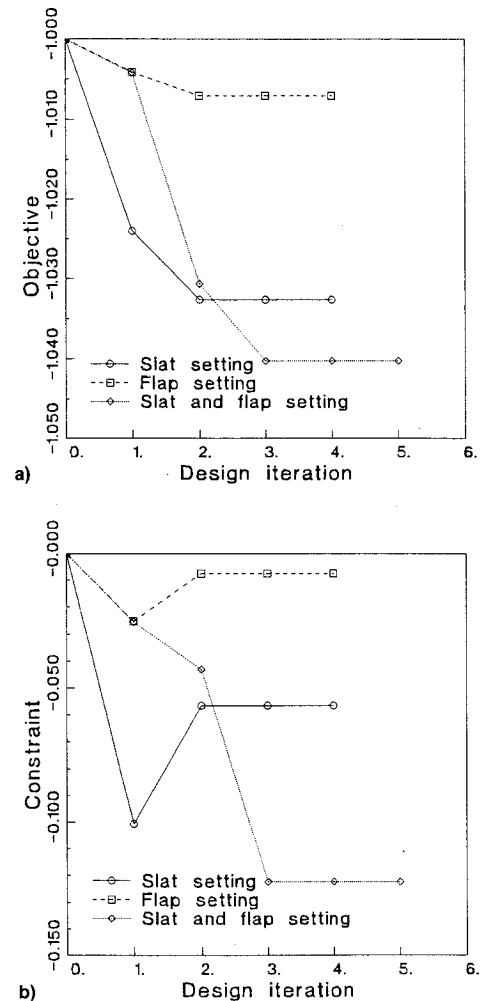 -1.000
-1.010
-1.020
-1.030
-1.040
-1.050
Objective
Slat setting
Flap setting
Slat and flap setting
0. 1. 2. 3. 4. 5. 6.
Design iteration
a)
-0.000
-0.050
-0.100
-0.150
Constraint
Slat setting
Flap setting
Slat and flap setting
0. 1. 2. 3. 4. 5. 6.
Design iteration
b)